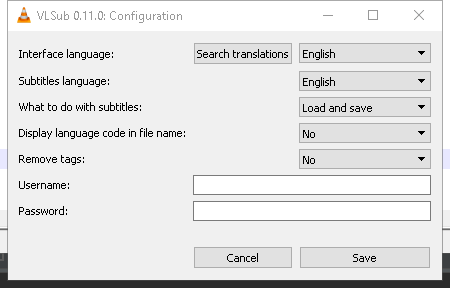 VLSub 0.11.0: Configuration
Interface language: Search translations English
Subtitles language: English
What to do with subtitles: Load and save
Display language code in file name: No
Remove tags: No
Username:
Password:
Cancel Save